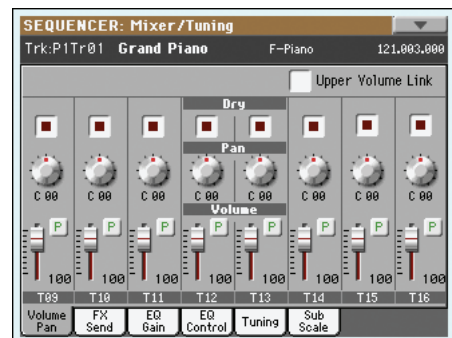 SEQUENCER: Mixer/Tuning
Trk:P1Tr01 Grand Piano F-Piano 121.003.000
Upper Volume Link
Dry
Pan
C 00 C 00 C 00 C 00 C 00 C 00 C 00 C 00
Volume
P P P P P P P P
100 100 100 100 100 100 100 100
T09 T10 T11 T12 T13 T14 T15 T16
Volume Pan FX Send EQ Gain EQ Control Tuning Sub Scale